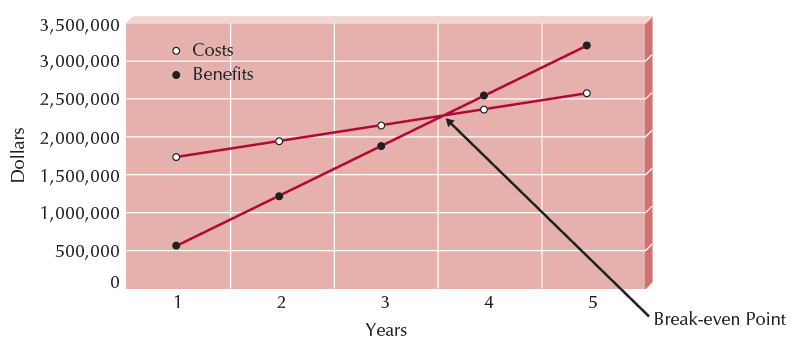 3,500,000
3,000,000
2,500,000
2,000,000
1,500,000
1,000,000
500,000
0
Dollars
Costs
Benefits
1 2 3 4 5
Years
Break-even Point